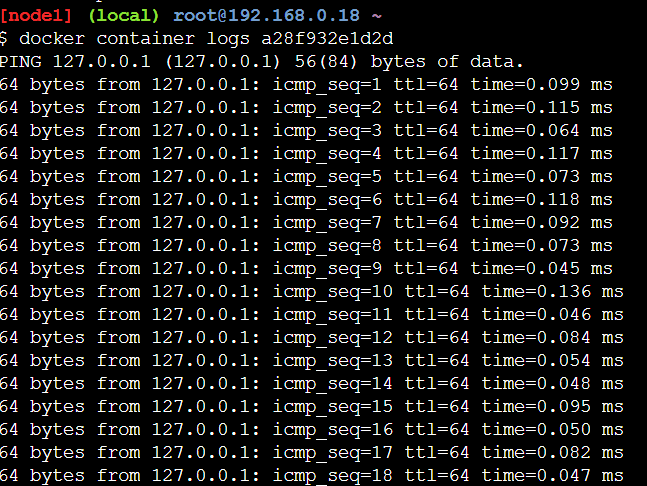 [node1] (local) root@192.168.0.18 ~
$ docker container logs a28f932e1d2d
PING 127.0.0.1 (127.0.0.1) 56(84) bytes of data.
64 bytes from 127.0.0.1: icmp_seq=1 ttl=64 time=0.099 ms
64 bytes from 127.0.0.1: icmp_seq=2 ttl=64 time=0.115 ms
64 bytes from 127.0.0.1: icmp_seq=3 ttl=64 time=0.064 ms
64 bytes from 127.0.0.1: icmp_seq=4 ttl=64 time=0.117 ms
64 bytes from 127.0.0.1: icmp_seq=5 ttl=64 time=0.073 ms
64 bytes from 127.0.0.1: icmp_seq=6 ttl=64 time=0.118 ms
64 bytes from 127.0.0.1: icmp_seq=7 ttl=64 time=0.092 ms
64 bytes from 127.0.0.1: icmp_seq=8 ttl=64 time=0.073 ms
64 bytes from 127.0.0.1: icmp_seq=9 ttl=64 time=0.045 ms
64 bytes from 127.0.0.1: icmp_seq=10 ttl=64 time=0.136 ms
64 bytes from 127.0.0.1: icmp_seq=11 ttl=64 time=0.046 ms
64 bytes from 127.0.0.1: icmp_seq=12 ttl=64 time=0.084 ms
64 bytes from 127.0.0.1: icmp_seq=13 ttl=64 time=0.054 ms
64 bytes from 127.0.0.1: icmp_seq=14 ttl=64 time=0.048 ms
64 bytes from 127.0.0.1: icmp_seq=15 ttl=64 time=0.095 ms
64 bytes from 127.0.0.1: icmp_seq=16 ttl=64 time=0.050 ms
64 bytes from 127.0.0.1: icmp_seq=17 ttl=64 time=0.082 ms
64 bytes from 127.0.0.1: icmp_seq=18 ttl=64 time=0.047 ms